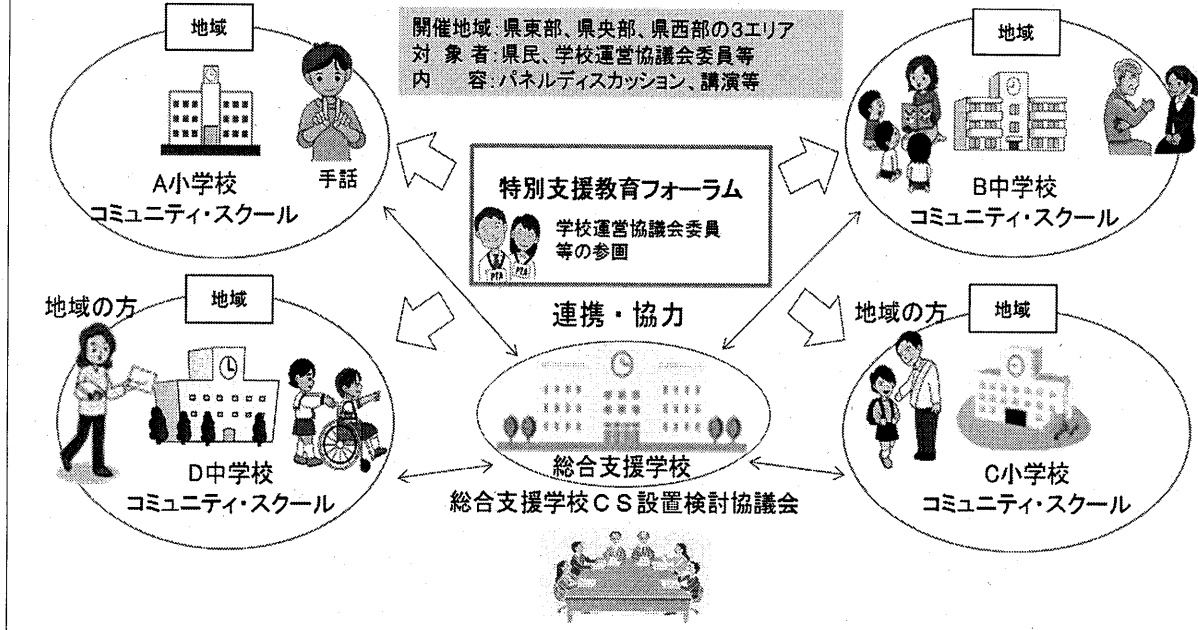 開催地域：県東部、県央部、県西部の3エリア
対 象 者：県民、学校運営協議会委員等
内　　容：パネルディスカッション、講演等
地域
手話
A小学校
コミュニティ・スクール
地域
B中学校
コミュニティ・スクール
特別支援教育フォーラム
学校運営協議会委員
等の参画
PTA
PTA
連携・協力
地域の方
地域
D中学校
コミュニティ・スクール
総合支援学校
総合支援学校CS設置検討協議会
地域の方
地域
C小学校
コミュニティ・スクール